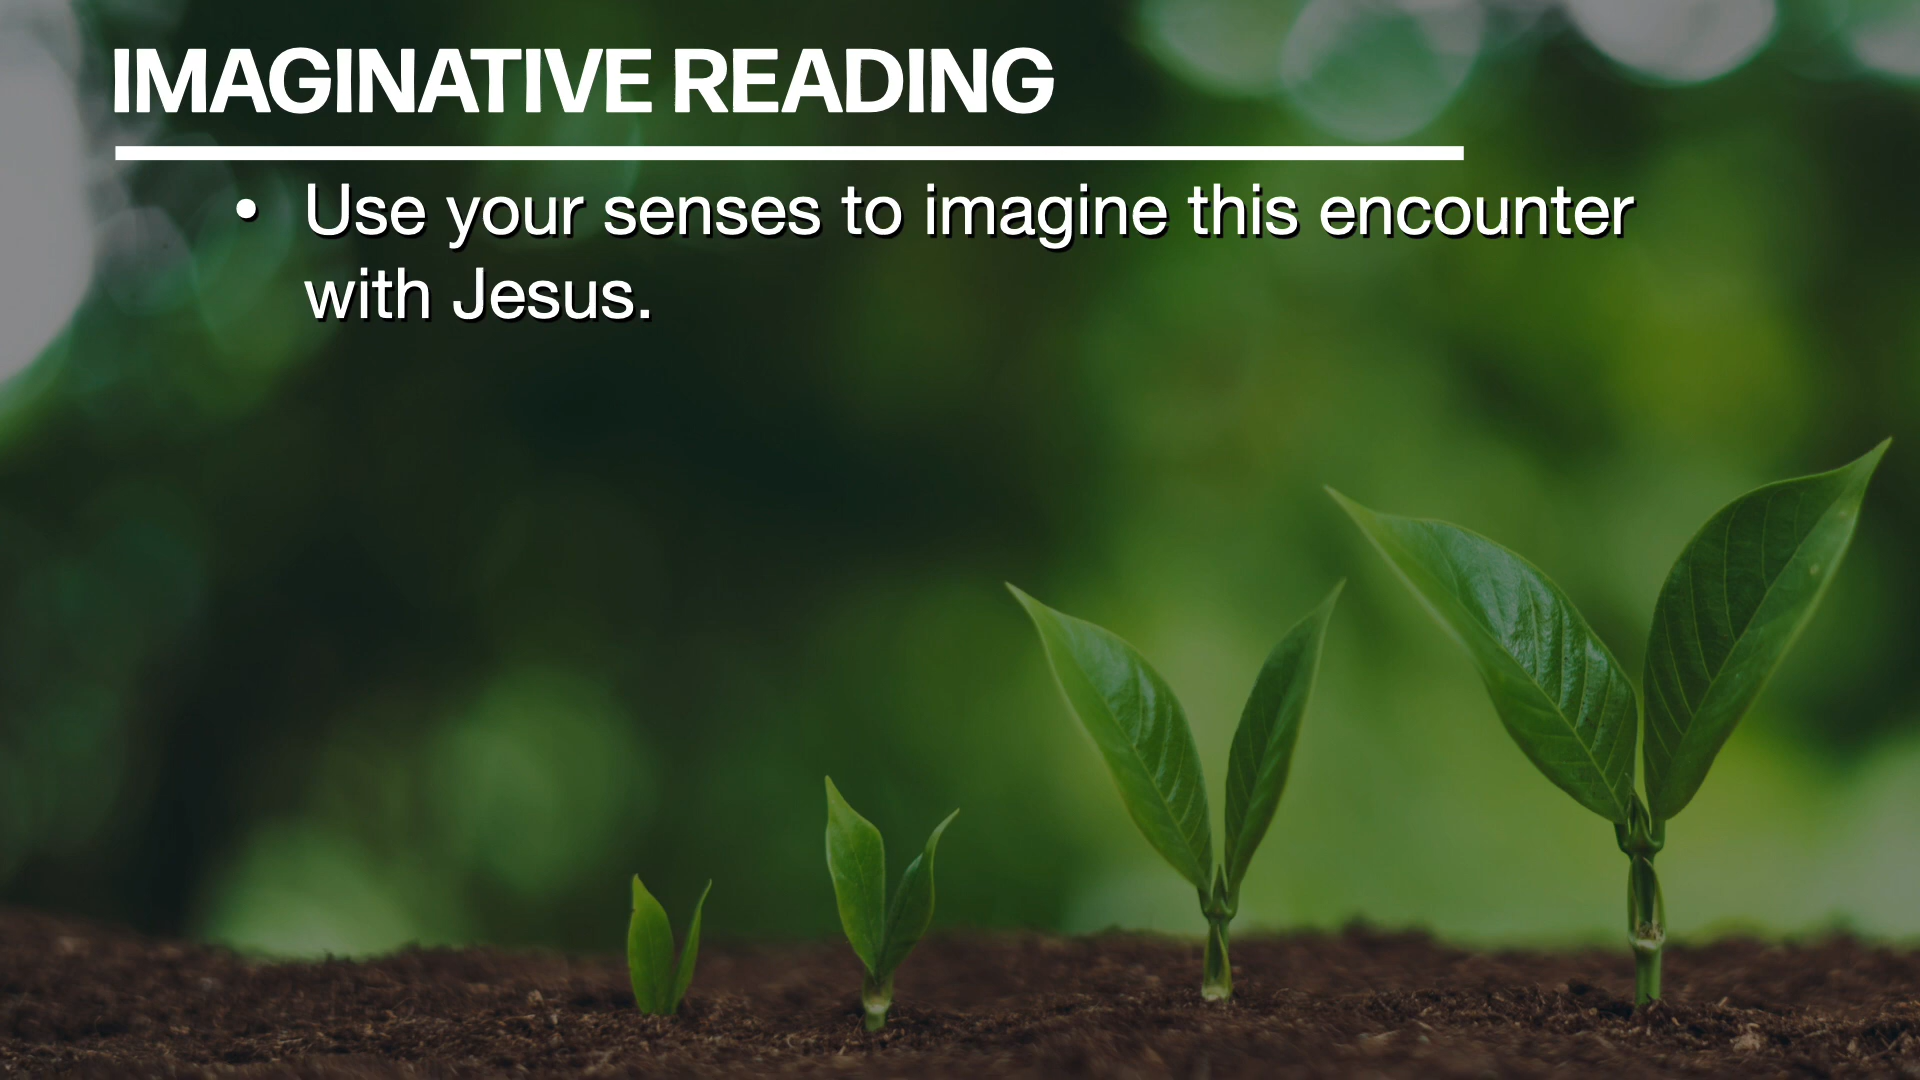 IMAGINATIVE READING
• Use your senses to imagine this encounter
with Jesus.